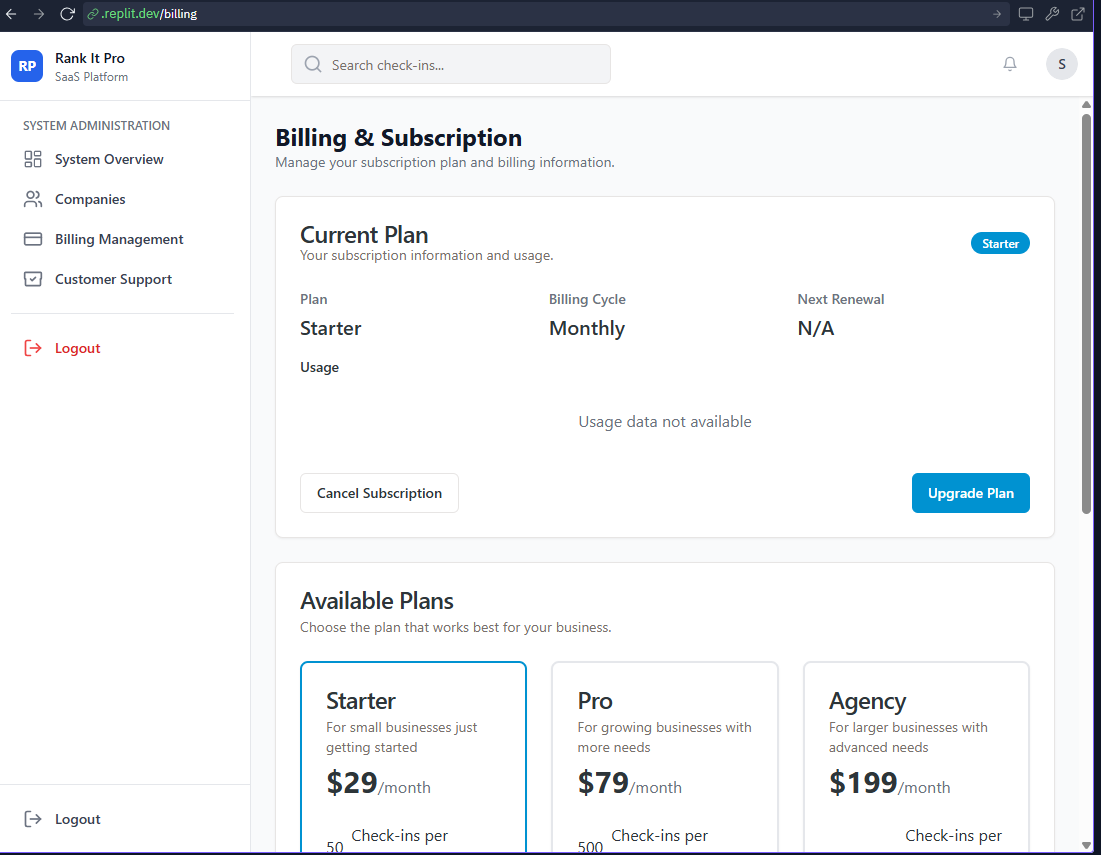 .replit.dev/billing
RP
Rank It Pro
SaaS Platform
Search check-ins...
S
SYSTEM ADMINISTRATION
System Overview
Companies
Billing Management
Customer Support
Logout
Logout
Billing & Subscription
Manage your subscription plan and billing information.
Current Plan
Your subscription information and usage.
Starter
Plan
Billing Cycle
Next Renewal
Starter
Monthly
N/A
Usage
Usage data not available
Cancel Subscription
Upgrade Plan
Available Plans
Choose the plan that works best for your business.
Starter
For small businesses just
getting started
$29/month
Check-ins per
50
Pro
For growing businesses with
more needs
$79/month
Check-ins per
500
Agency
For larger businesses with
advanced needs
$199/month
Check-ins per